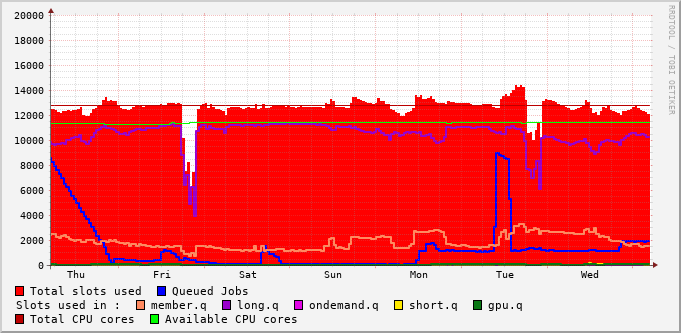 RRDTOOL / TOBI OETIKER
20000
18000
16000
14000
12000
10000
8000
6000
4000
2000
0
Thu Fri Sat Sun Mon Tue Wed
Total slots used Queued Jobs
Slots used in : member.q long.q ondemand.q short.q gpu.q
Total CPU cores Available CPU cores